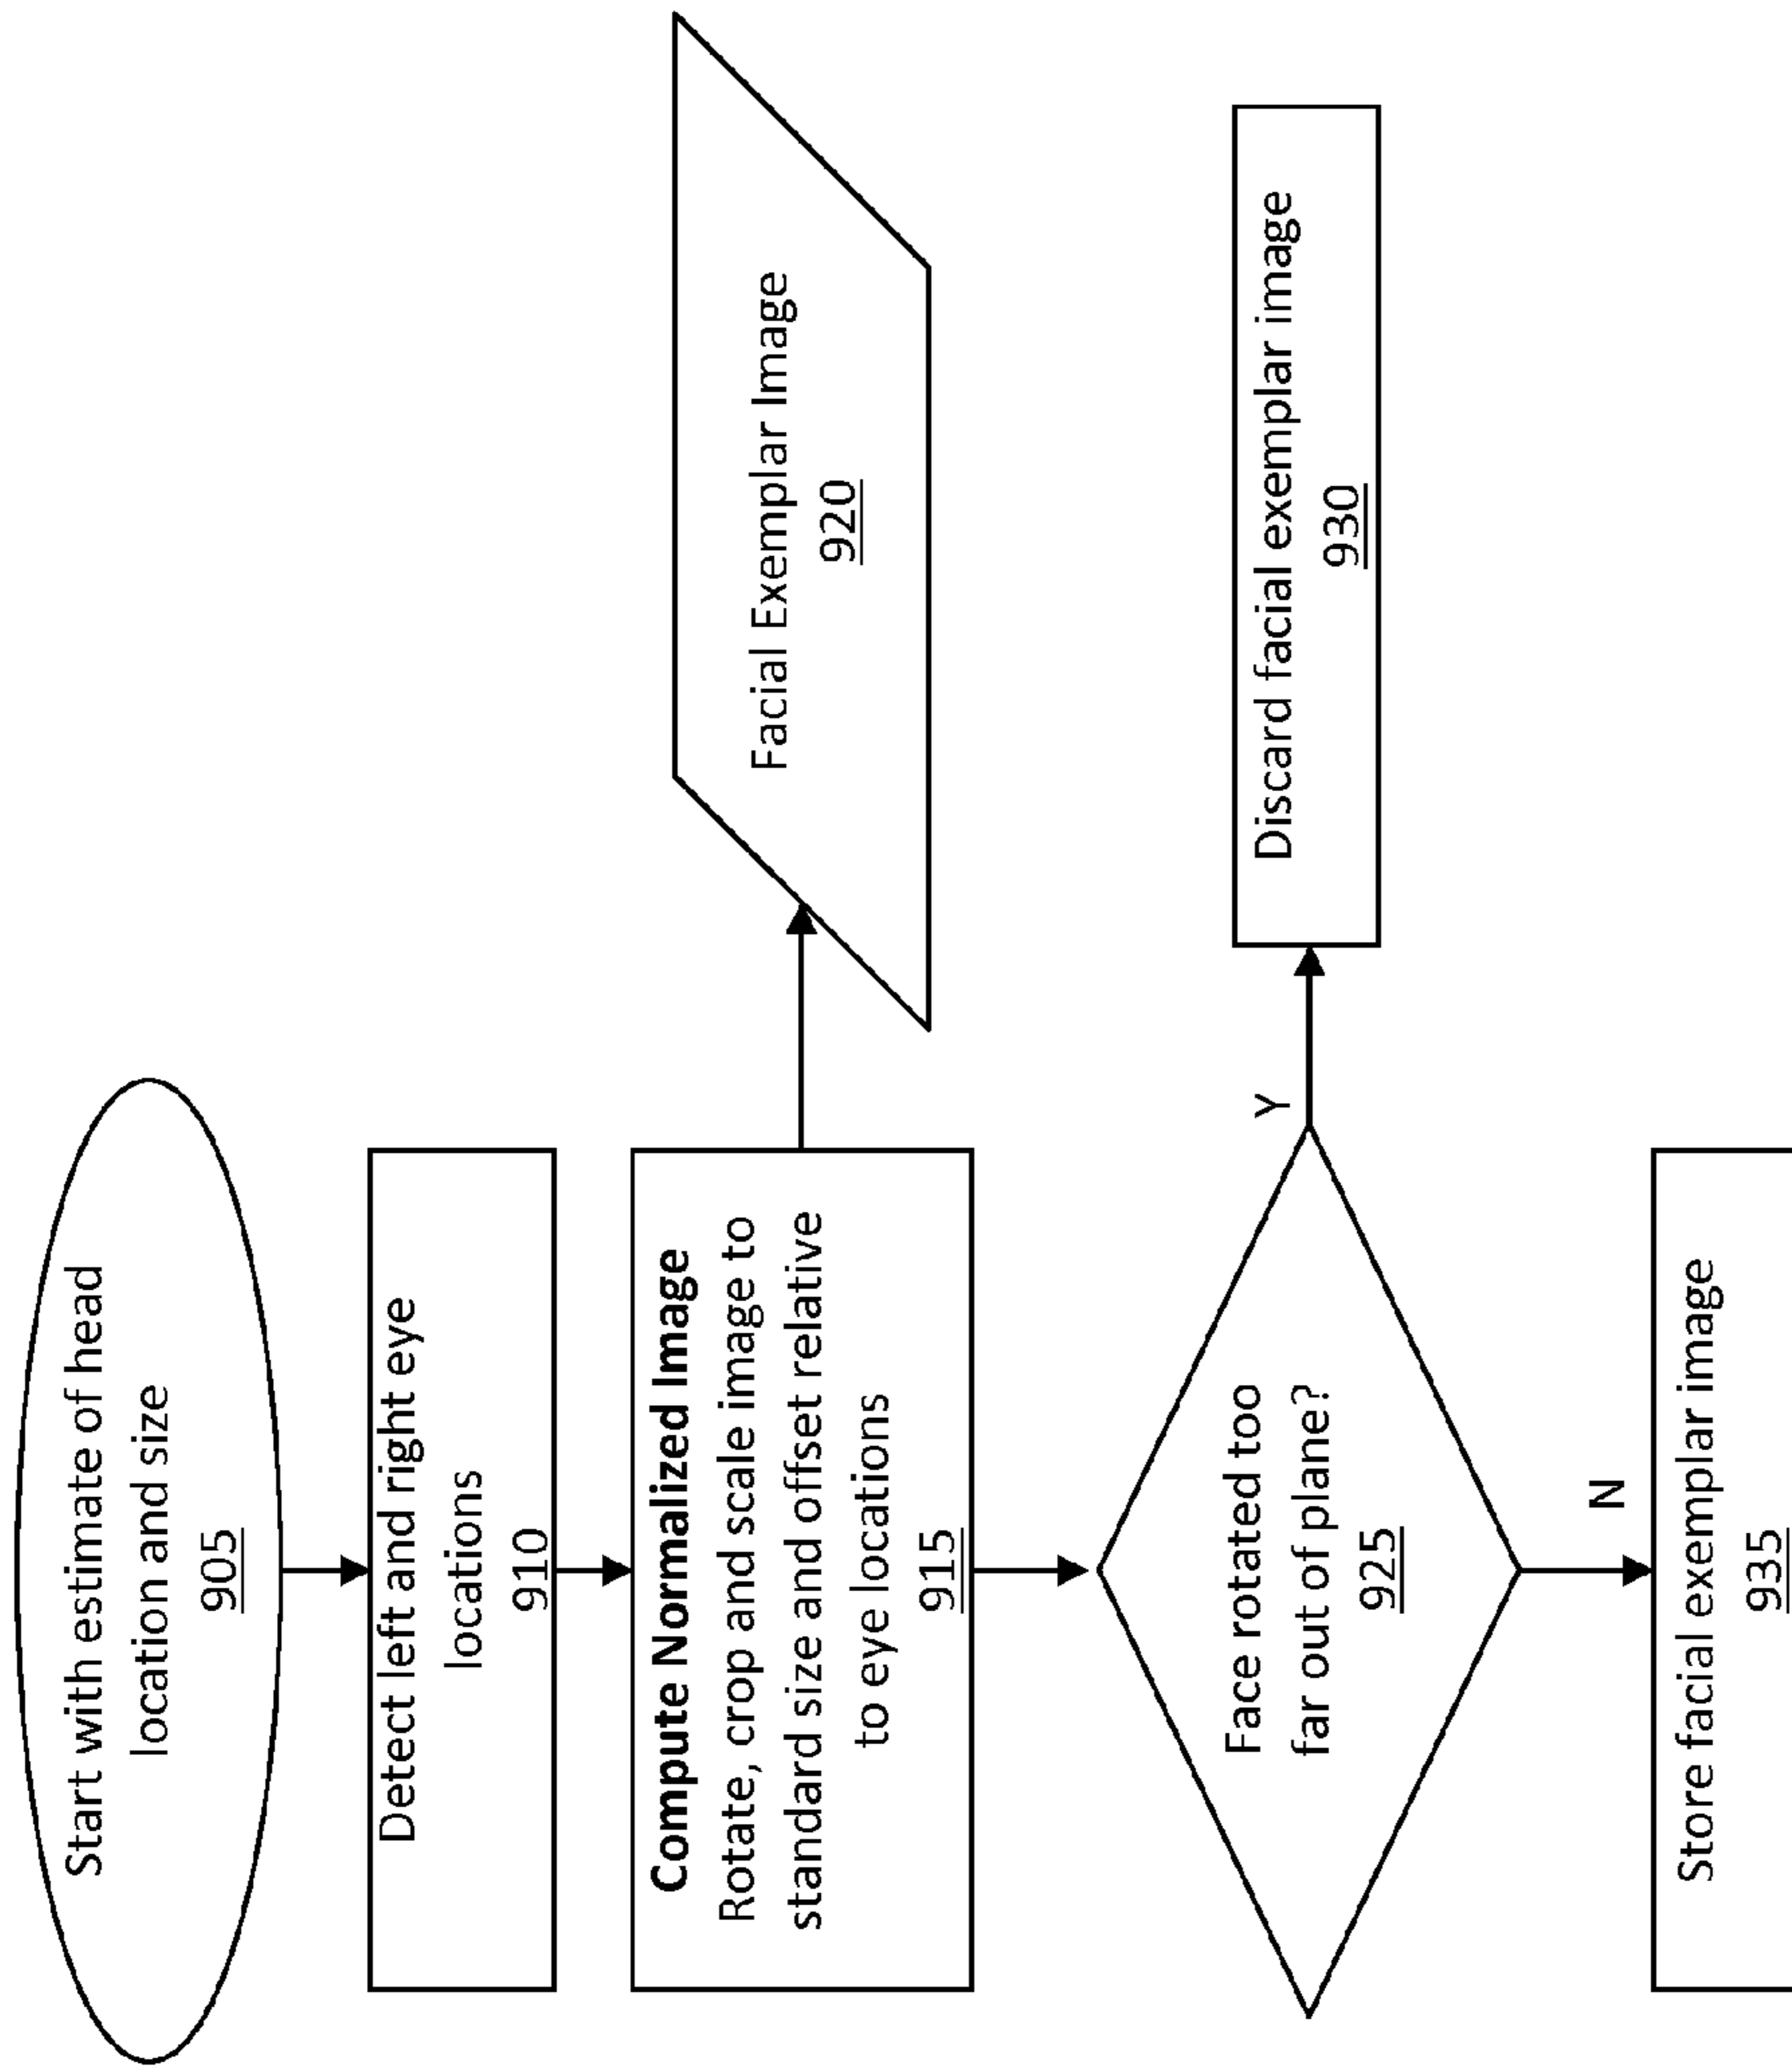 Start with estimate of head
location and size
905
Detect left and right eye
locations
910
Compute Normalized Image
Rotate, crop and scale image to
standard size and offset relative
to eye locations
915
Facial Exemplar Image
920
Face rotated too
far out of plane?
925
Y
Discard facial exemplar image
930
N
Store facial exemplar image
935